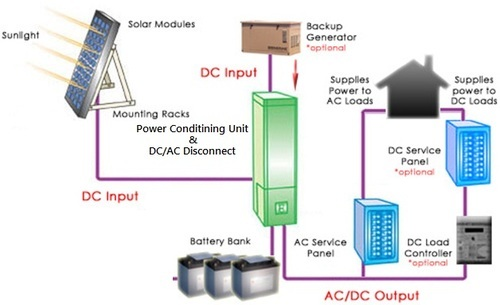 Sunlight
Solar Modules
Mounting Racks
DC Input
Backup
Generator
*optional
DC Input
Power Conditining Unit
&
DC/AC Disconnect
Battery Bank
Supplies
Power to
AC Loads
Supplies
power to
DC Loads
DC Service
Panel
*optional
AC Service
Panel
DC Load
Controller
*optional
AC/DC Output